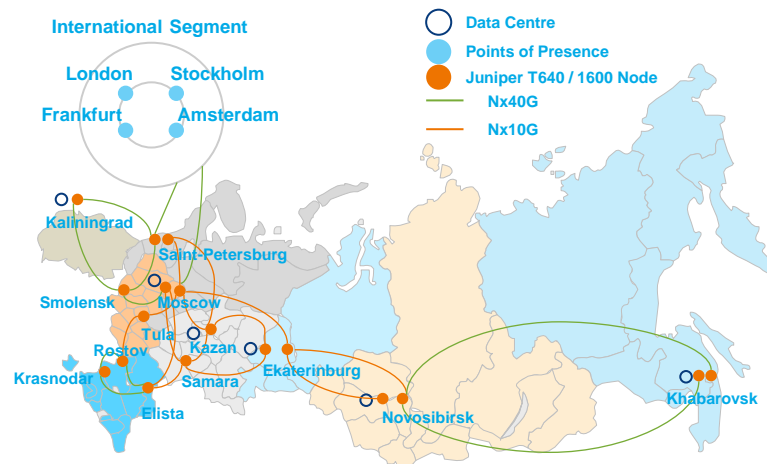 International Segment
London
Stockholm
Frankfurt
Amsterdam
Data Centre
Points of Presence
Juniper T640 / 1600 Node
Nx40G
Nx10G
Kaliningrad
Saint-Petersburg
Smolensk
Moscow
Tula
Rostov
Kazan
Krasnodar
Samara
Ekaterinburg
Elista
Novosibirsk
Khabarovsk